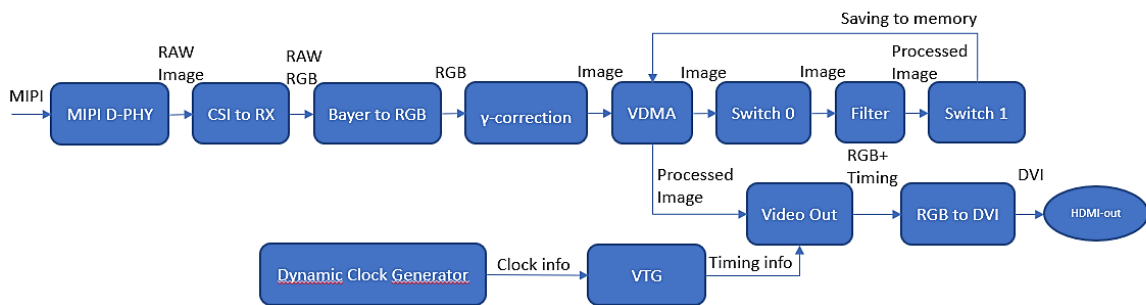 Saving to memory
MIPI
MIPI D-PHY
RAW
Image
CSI to RX
RAW
RGB
Bayer to RGB
RGB
γ-correction
Image
VDMA
Image
Switch 0
Image
Filter
Processed
Image
Switch 1
Processed
Image
Video Out
RGB+
Timing
RGB to DVI
DVI
HDMI-out
Dynamic Clock Generator
Clock info
VTG
Timing info